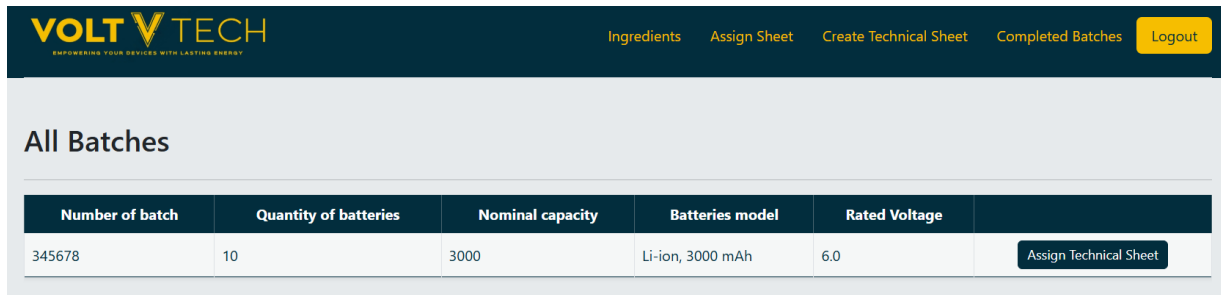 VOLT V TECH
EMPOWERING YOUR DEVICES WITH LASTING ENERGY
Ingredients Assign Sheet Create Technical Sheet Completed Batches Logout
All Batches
Number of batch Quantity of batteries Nominal capacity Batteries model Rated Voltage
345678 10 3000 Li-ion, 3000 mAh 6.0 Assign Technical Sheet